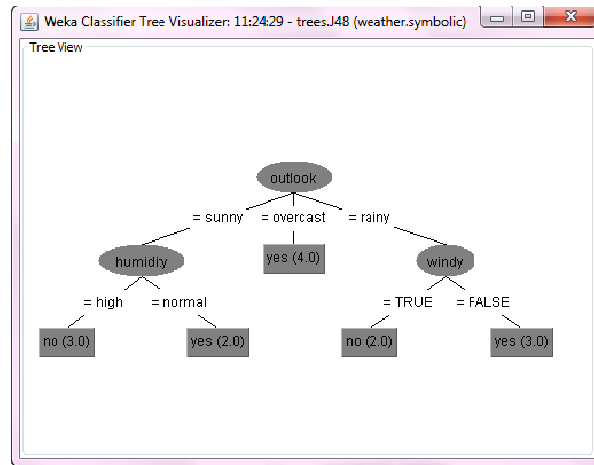 Weka Classifier Tree Visualizer: 11:24:29 - trees.J48 (weather.symbolic)
Tree View
outlook
= sunny = overcast = rainy
humidity yes (4.0) windy
= high = normal = TRUE = FALSE
no (3.0) yes (2.0) no (2.0) yes (3.0)